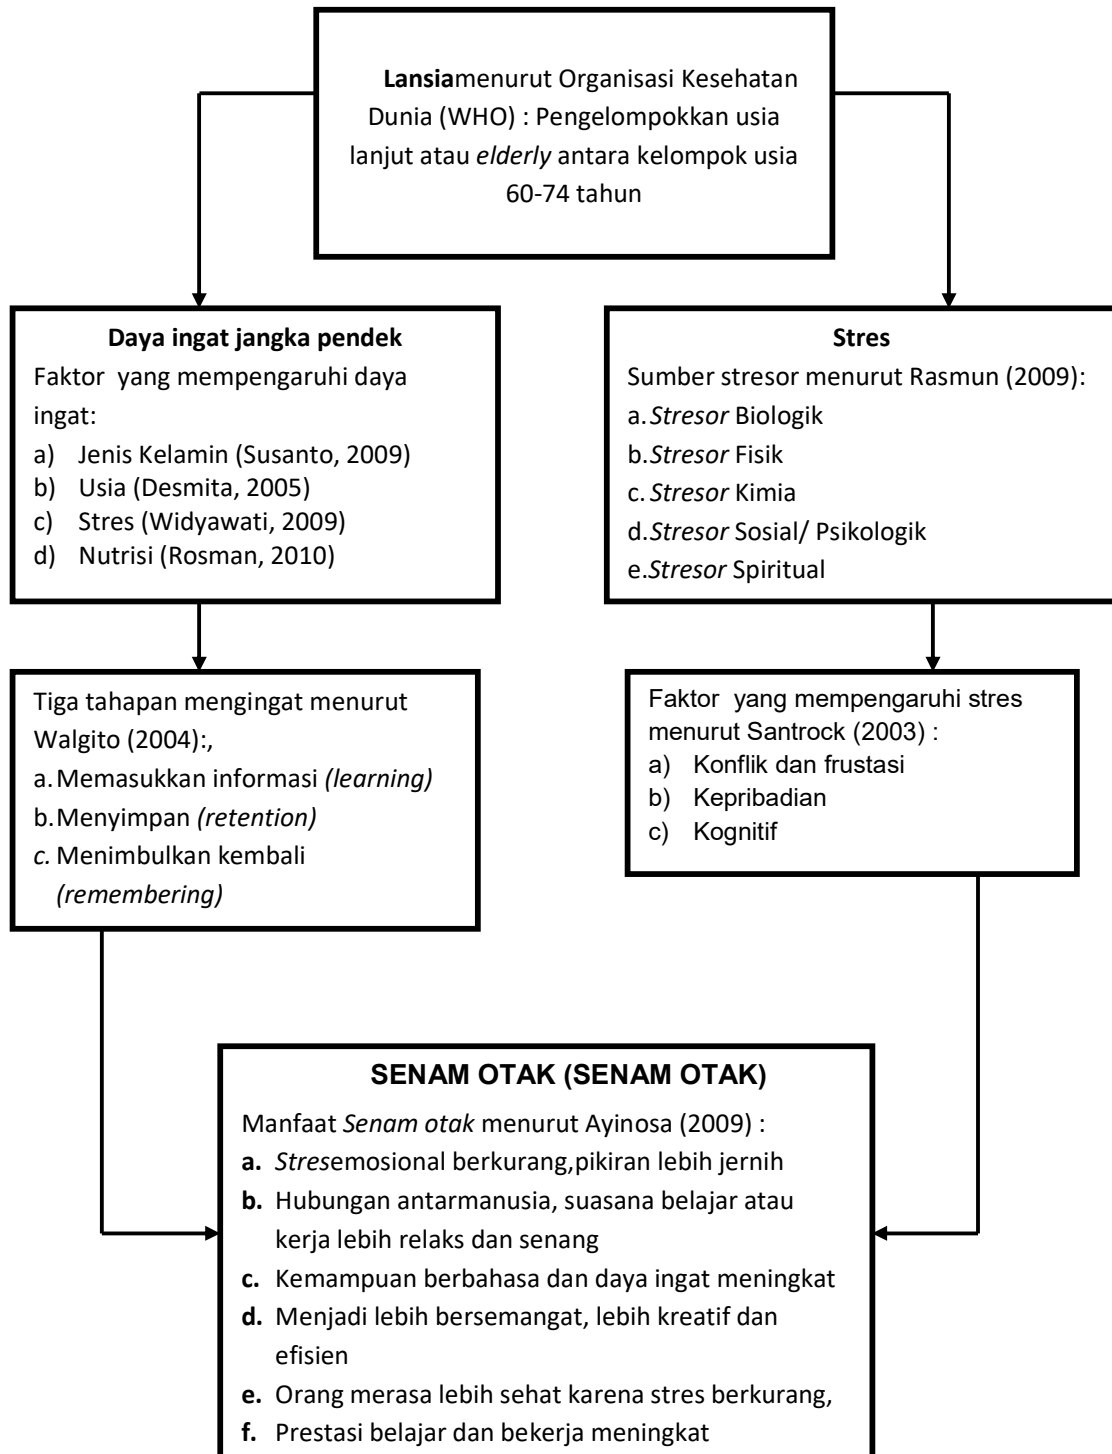 Lansiamenurut Organisasi Kesehatan
Dunia (WHO) : Pengelompokkan usia
lanjut atau elderly antara kelompok usia
60-74 tahun
Daya ingat jangka pendek
Faktor yang mempengaruhi daya
ingat:
a) Jenis Kelamin (Susanto, 2009)
b) Usia (Desmita, 2005)
c) Stres (Widyawati, 2009)
d) Nutrisi (Rosman, 2010)
Stres
Sumber stresor menurut Rasmun (2009):
a. Stresor Biologik
b.Stresor Fisik
c. Stresor Kimia
d.Stresor Sosial/ Psikologik
e.Stresor Spiritual
Tiga tahapan mengingat menurut
Walgito (2004):,
a. Memasukkan informasi (learning)
b.Menyimpan (retention)
c. Menimbulkan kembali
(remembering)
Faktor yang mempengaruhi stres
menurut Santrock (2003) :
a) Konflik dan frustasi
b) Kepribadian
c) Kognitif
SENAM OTAK (SENAM OTAK)
Manfaat Senam otak menurut Ayinosa (2009) :
a. Stresemosional berkurang,pikiran lebih jernih
b. Hubungan antarmanusia, suasana belajar atau
kerja lebih relaks dan senang
c. Kemampuan berbahasa dan daya ingat meningkat
d. Menjadi lebih bersemangat, lebih kreatif dan
efisien
e. Orang merasa lebih sehat karena stres berkurang,
f. Prestasi belajar dan bekerja meningkat